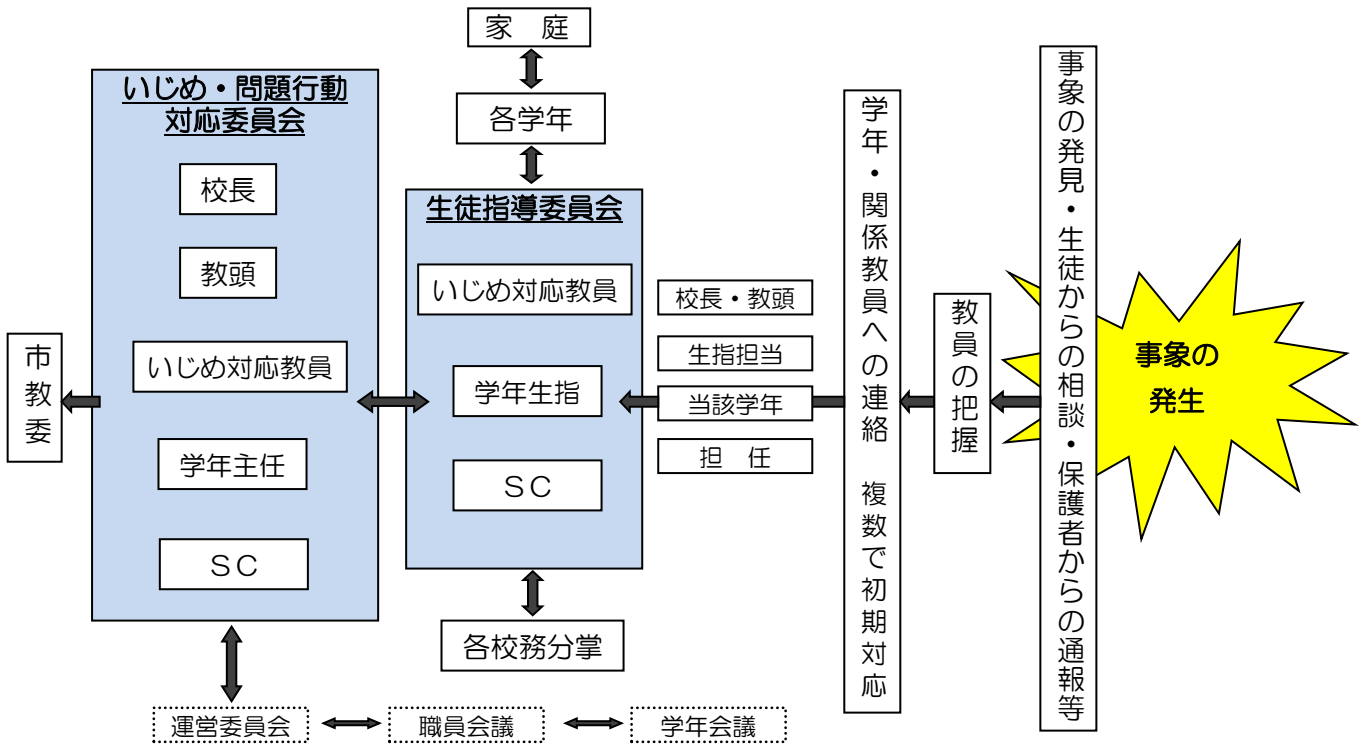 家　庭
各学年
いじめ・問題行動
対応委員会
校長
教頭
いじめ対応教員
学年主任
ＳＣ
市教委
生徒指導委員会
いじめ対応教員
学年生指
ＳＣ
各校務分掌
校長・教頭
生指担当
当該学年
担　任
学年・関係教員への連絡　複数で初期対応
教員の把握
事象の発見・生徒からの相談・保護者からの通報等
事象の
発生
運営委員会
職員会議
学年会議